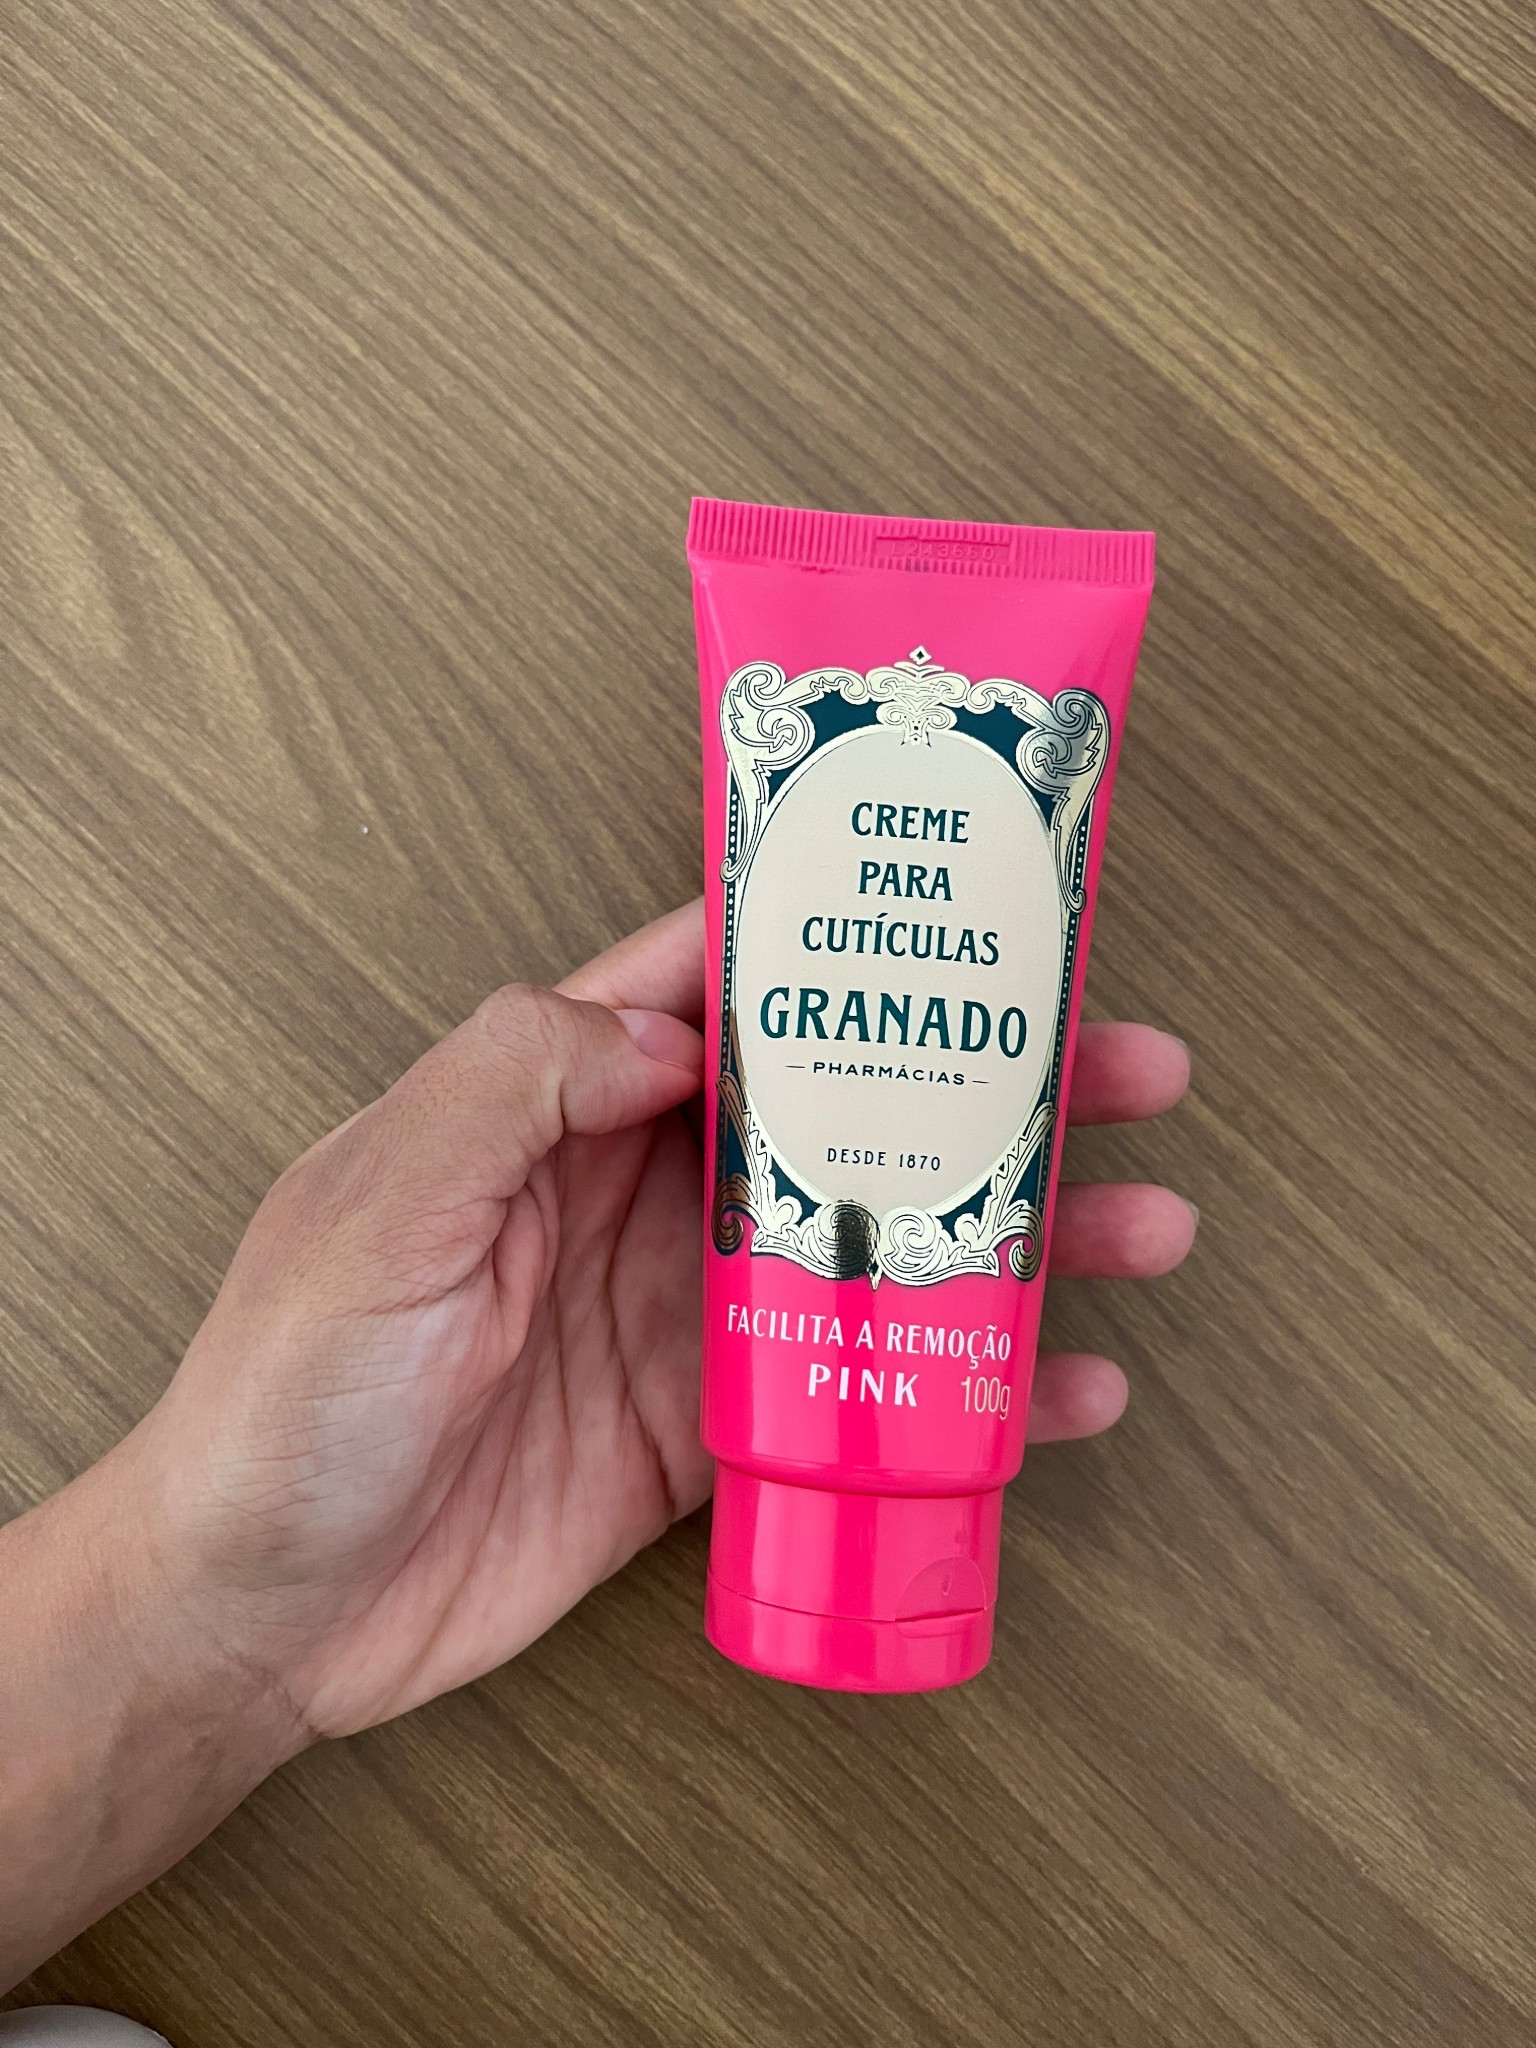 CREME
PARA
CUTÍCULAS
GRANADO
PHARMÁCIAS
DESDE 1870
FACILITA A REMOÇÃO
PINK 100g